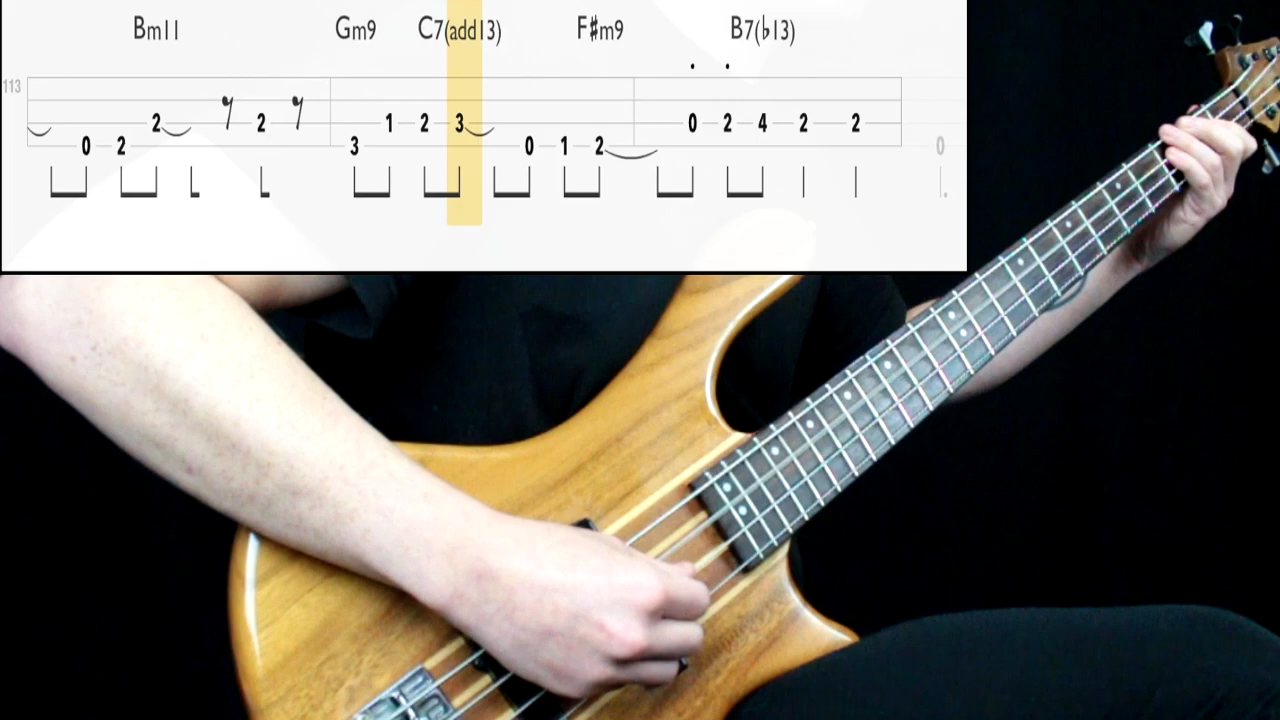 Bm11 Gm9 C7(add13) F♯m9 B7(♭13)
113
2 2 1 2 3 0 2 4 2 2
0 2 3 0 1 2 0